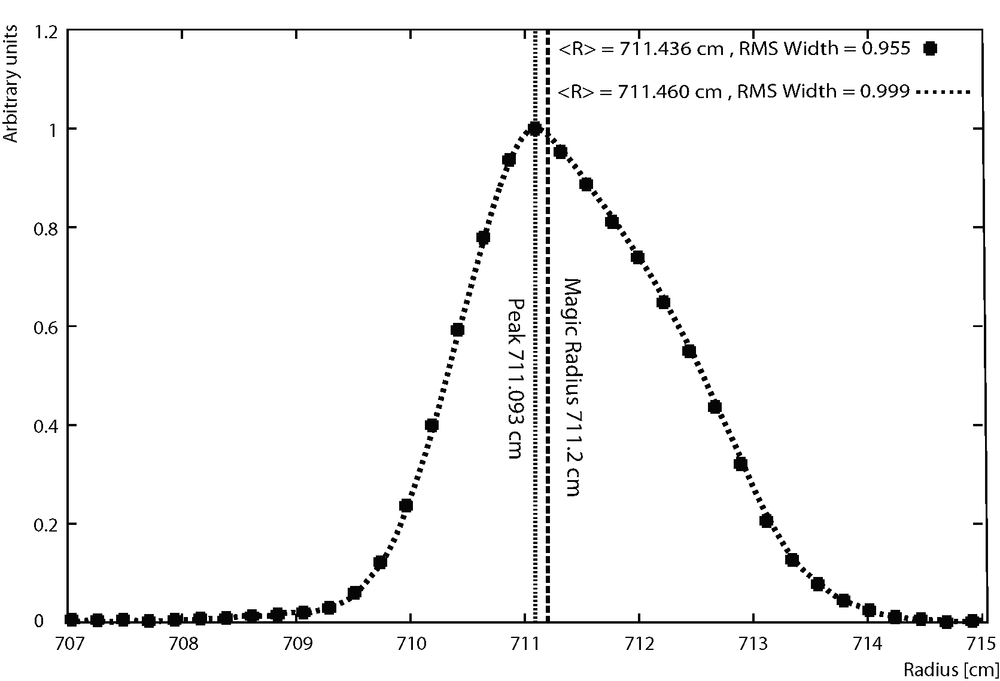 Arbitrary units
1.2
1
0.8
0.6
0.4
0.2
0
<R> = 711.436 cm , RMS Width = 0.955
<R> = 711.460 cm , RMS Width = 0.999
Peak 711.093 cm
Magic Radius 711.2 cm
707 708 709 710 711 712 713 714 715
Radius [cm]